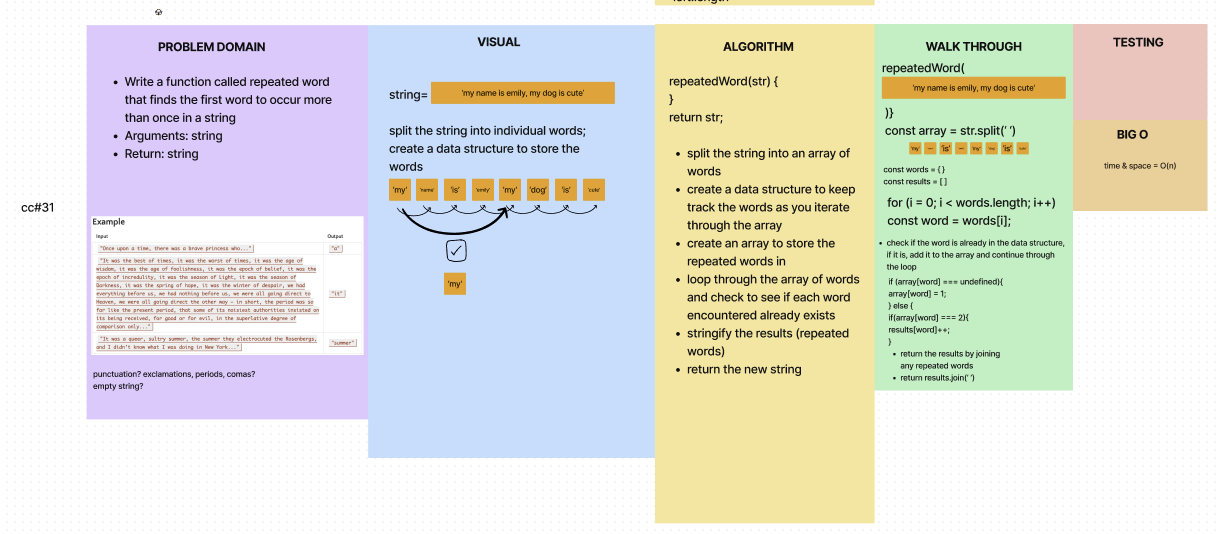 cc#31
PROBLEM DOMAIN
• Write a function called repeated word
that finds the first word to occur more
than once in a string
• Arguments: string
• Return: string
Example
Input Output
"Once upon a time, there was a brave princess who..." "a"
"It was the best of times, it was the worst of times, it was the age of
wisdom, it was the age of foolishness, it was the epoch of belief, it was the
epoch of incredulity, it was the season of Light, it was the season of
Darkness, it was the spring of hope, it was the winter of despair, we had
everything before us, we had nothing before us, we were all going direct to
Heaven, we were all going direct the other way – in short, the period was so
far like the present period, that some of its noisiest authorities insisted on
its being received, for good or for evil, in the superlative degree of
comparison only..."
"it"
"It was a queer, sultry summer, the summer they electrocuted the Rosenbergs,
and I didn't know what I was doing in New York..."
"summer"
punctuation? exclamations, periods, comas?
empty string?
VISUAL
string= 'my name is emily, my dog is cute'
split the string into individual words;
create a data structure to store the
words
'my' 'name' 'is' 'emily' 'my' 'dog' 'is' 'cute'
'my'
ALGORITHM
repeatedWord(str) {
}
return str;
• split the string into an array of
words
• create a data structure to keep
track the words as you iterate
through the array
• create an array to store the
repeated words in
• loop through the array of words
and check to see if each word
encountered already exists
• stringify the results (repeated
words)
• return the new string
WALK THROUGH
repeatedWord(
'my name is emily, my dog is cute'
)}
const array = str.split(' ')
'my' 'is' 'my' 'is'
const words = { }
const results = [ ]
for (i = 0; i < words.length; i++)
const word = words[i];
• check if the word is already in the data structure,
if it is, add it to the array and continue through
the loop
if (array[word] === undefined){
array[word] = 1;
} else {
if(array[word] === 2){
results[word]++;
}
• return the results by joining
any repeated words
• return results.join(' ')
TESTING
BIG O
time & space = O(n)